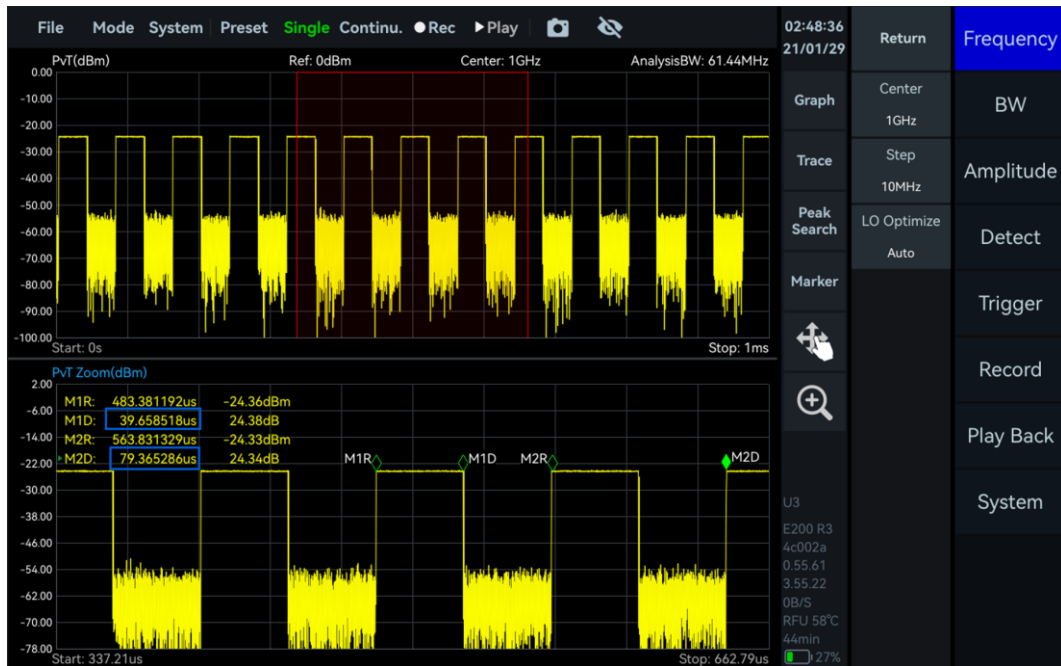 File Mode System Preset Single Continu. Rec Play
02:48:36
21/01/29
Return
Frequency
PvT(dBm) Ref: 0dBm Center: 1GHz AnalysisBW: 61.44MHz
0.00
-10.00
-20.00
-30.00
-40.00
-50.00
-60.00
-70.00
-80.00
-90.00
-100.00
Start: 0s Stop: 1ms
PvT Zoom(dBm)
2.00
-6.00
-14.00
-22.00
-30.00
-38.00
-46.00
-54.00
-62.00
-70.00
-78.00
M1R: 483.381192us -24.36dBm
M1D: 39.658518us 24.38dB
M2R: 563.831329us -24.33dBm
M2D: 79.365286us 24.34dB
M1R M1D M2R M2D
Start: 337.21us Stop: 662.79us
Graph
Trace
Peak
Search
Marker
U3
E200 R3
4c002a
0.55.61
3.55.22
0B/S
RFU 58°C
44min
27%
Center
1GHz
Step
10MHz
LO Optimize
Auto
BW
Amplitude
Detect
Trigger
Record
Play Back
System